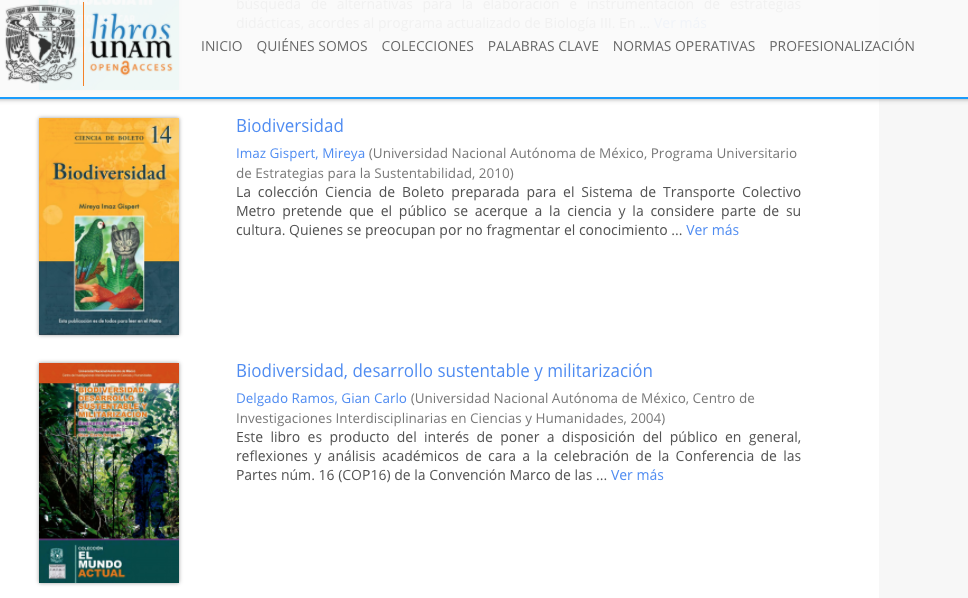 búsqueda de alternativas para la elaboración e instrumentación de estrategias
didácticas, acordes al programa actualizado de Biología III. En ... Ver más
libros
unam
OPEN ACCESS
INICIO QUIÉNES SOMOS COLECCIONES PALABRAS CLAVE NORMAS OPERATIVAS PROFESIONALIZACIÓN
CIENCIA DE BOLETO 14
Biodiversidad
Mireya Imaz Gispert
Esta publicación es de todos para leer en el Metro
Biodiversidad
Imaz Gispert, Mireya (Universidad Nacional Autónoma de México, Programa Universitario
de Estrategias para la Sustentabilidad, 2010)
La colección Ciencia de Boleto preparada para el Sistema de Transporte Colectivo
Metro pretende que el público se acerque a la ciencia y la considere parte de su
cultura. Quienes se preocupan por no fragmentar el conocimiento ... Ver más
BIODIVERSIDAD,
DESARROLLO
SUSTENTABLE Y
MILITARIZACIÓN
COLECCIÓN
EL
MUNDO
ACTUAL
Biodiversidad, desarrollo sustentable y militarización
Delgado Ramos, Gian Carlo (Universidad Nacional Autónoma de México, Centro de
Investigaciones Interdisciplinarias en Ciencias y Humanidades, 2004)
Este libro es producto del interés de poner a disposición del público en general,
reflexiones y análisis académicos de cara a la celebración de la Conferencia de las
Partes núm. 16 (COP16) de la Convención Marco de las ... Ver más